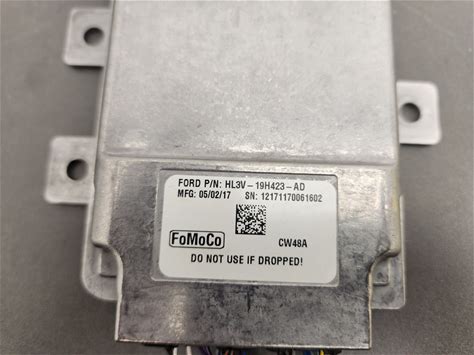 FORD P/N: HL3V-19H423-AD
MFG: 05/02/17 SN: 12171170061602
FoMoCo
CW48A
DO NOT USE IF DROPPED!